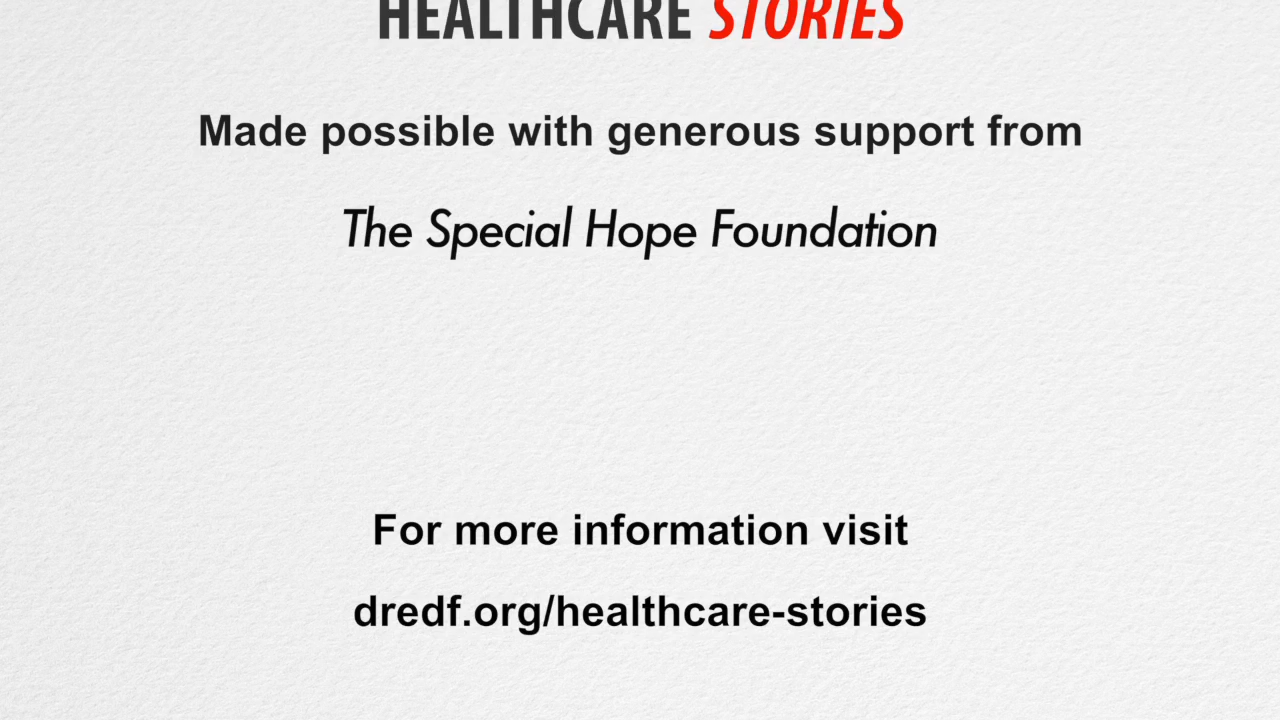 HEALTHCARE STORIES
Made possible with generous support from
The Special Hope Foundation
For more information visit
dredf.org/healthcare-stories